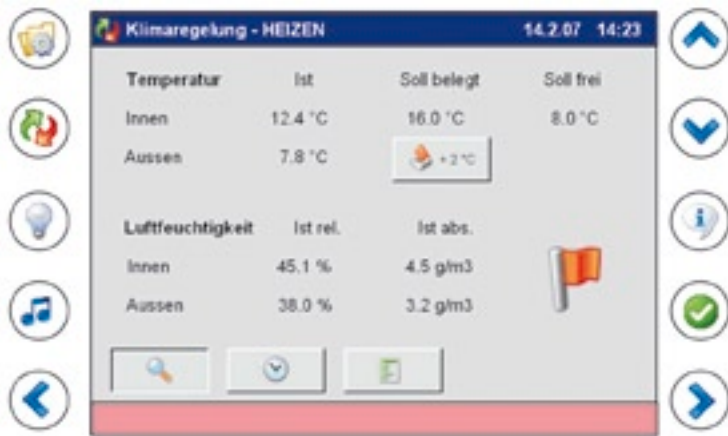 Klimaregelung - HEIZEN 14.2.07 14:23
Temperatur Ist Soll belegt Soll frei
Innen 12.4 °C 16.0 °C 8.0 °C
Aussen 7.8 °C + 2 °C
Luftfeuchtigkeit Ist rel. Ist abs.
Innen 45.1 % 4.5 g/m3
Aussen 38.0 % 3.2 g/m3